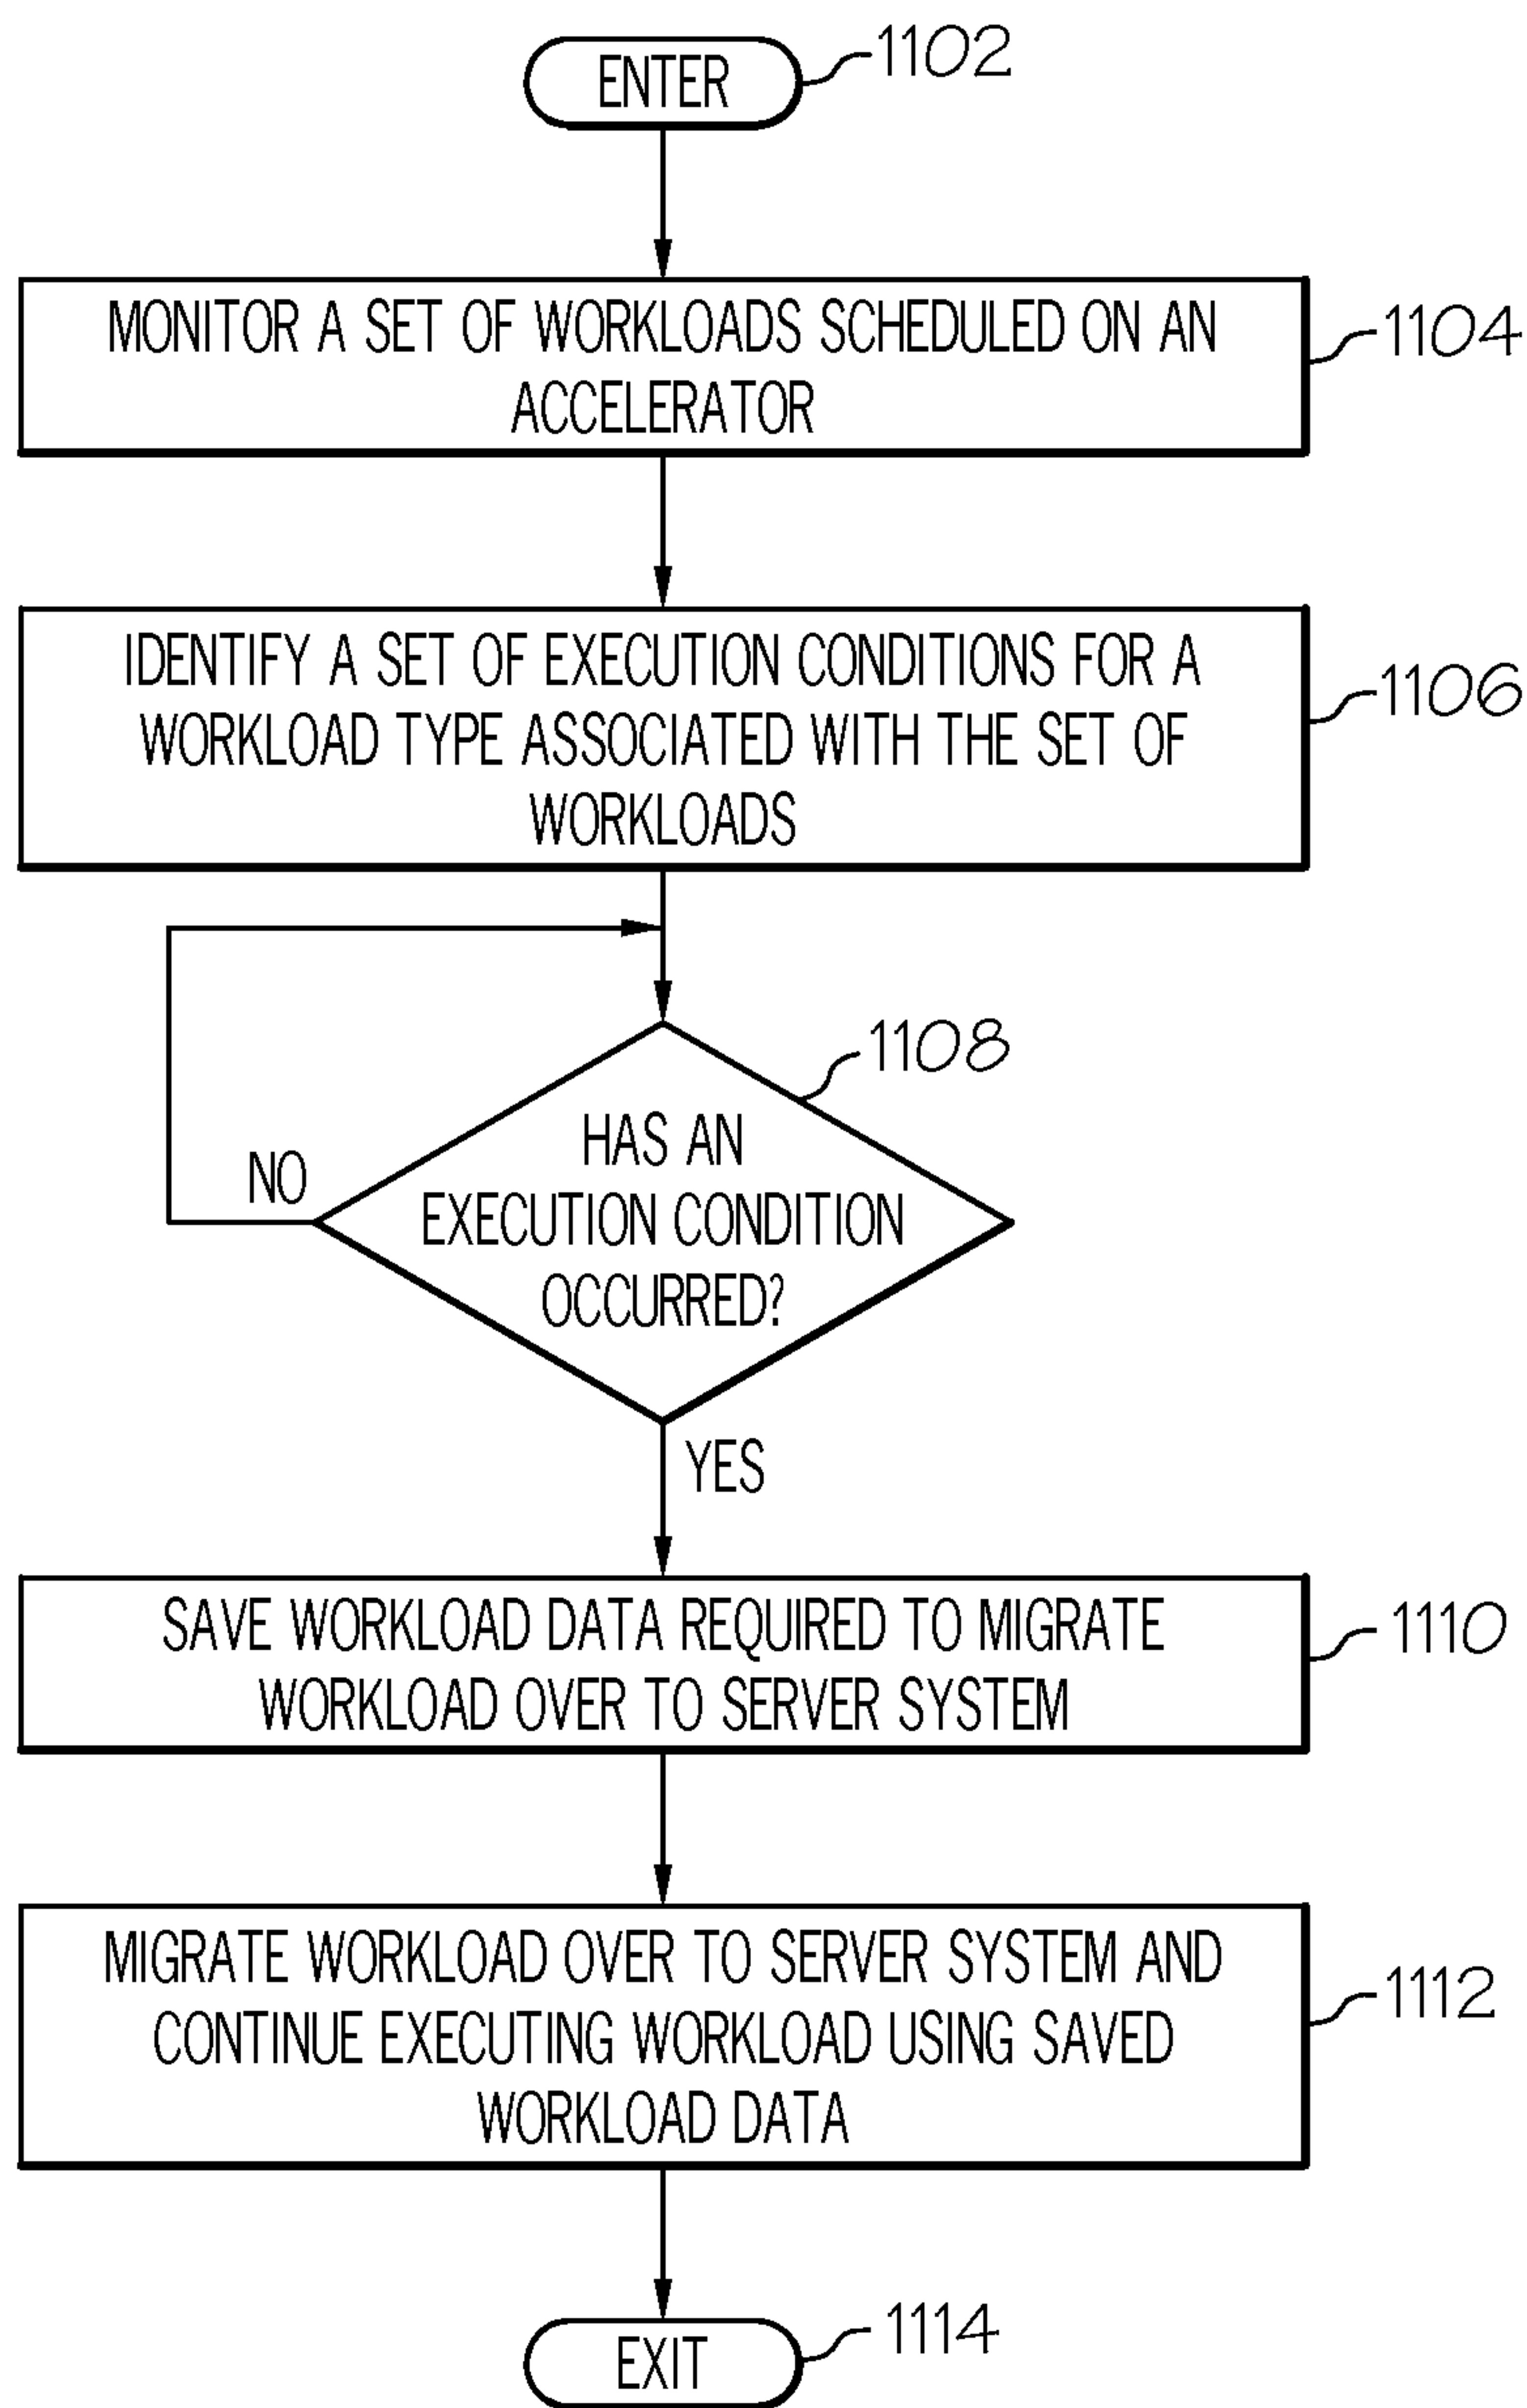 ENTER
1102
MONITOR A SET OF WORKLOADS SCHEDULED ON AN
ACCELERATOR
1104
IDENTIFY A SET OF EXECUTION CONDITIONS FOR A
WORKLOAD TYPE ASSOCIATED WITH THE SET OF
WORKLOADS
1106
1108
HAS AN
EXECUTION CONDITION
OCCURRED?
NO
YES
SAVE WORKLOAD DATA REQUIRED TO MIGRATE
WORKLOAD OVER TO SERVER SYSTEM
1110
MIGRATE WORKLOAD OVER TO SERVER SYSTEM AND
CONTINUE EXECUTING WORKLOAD USING SAVED
WORKLOAD DATA
1112
EXIT
1114